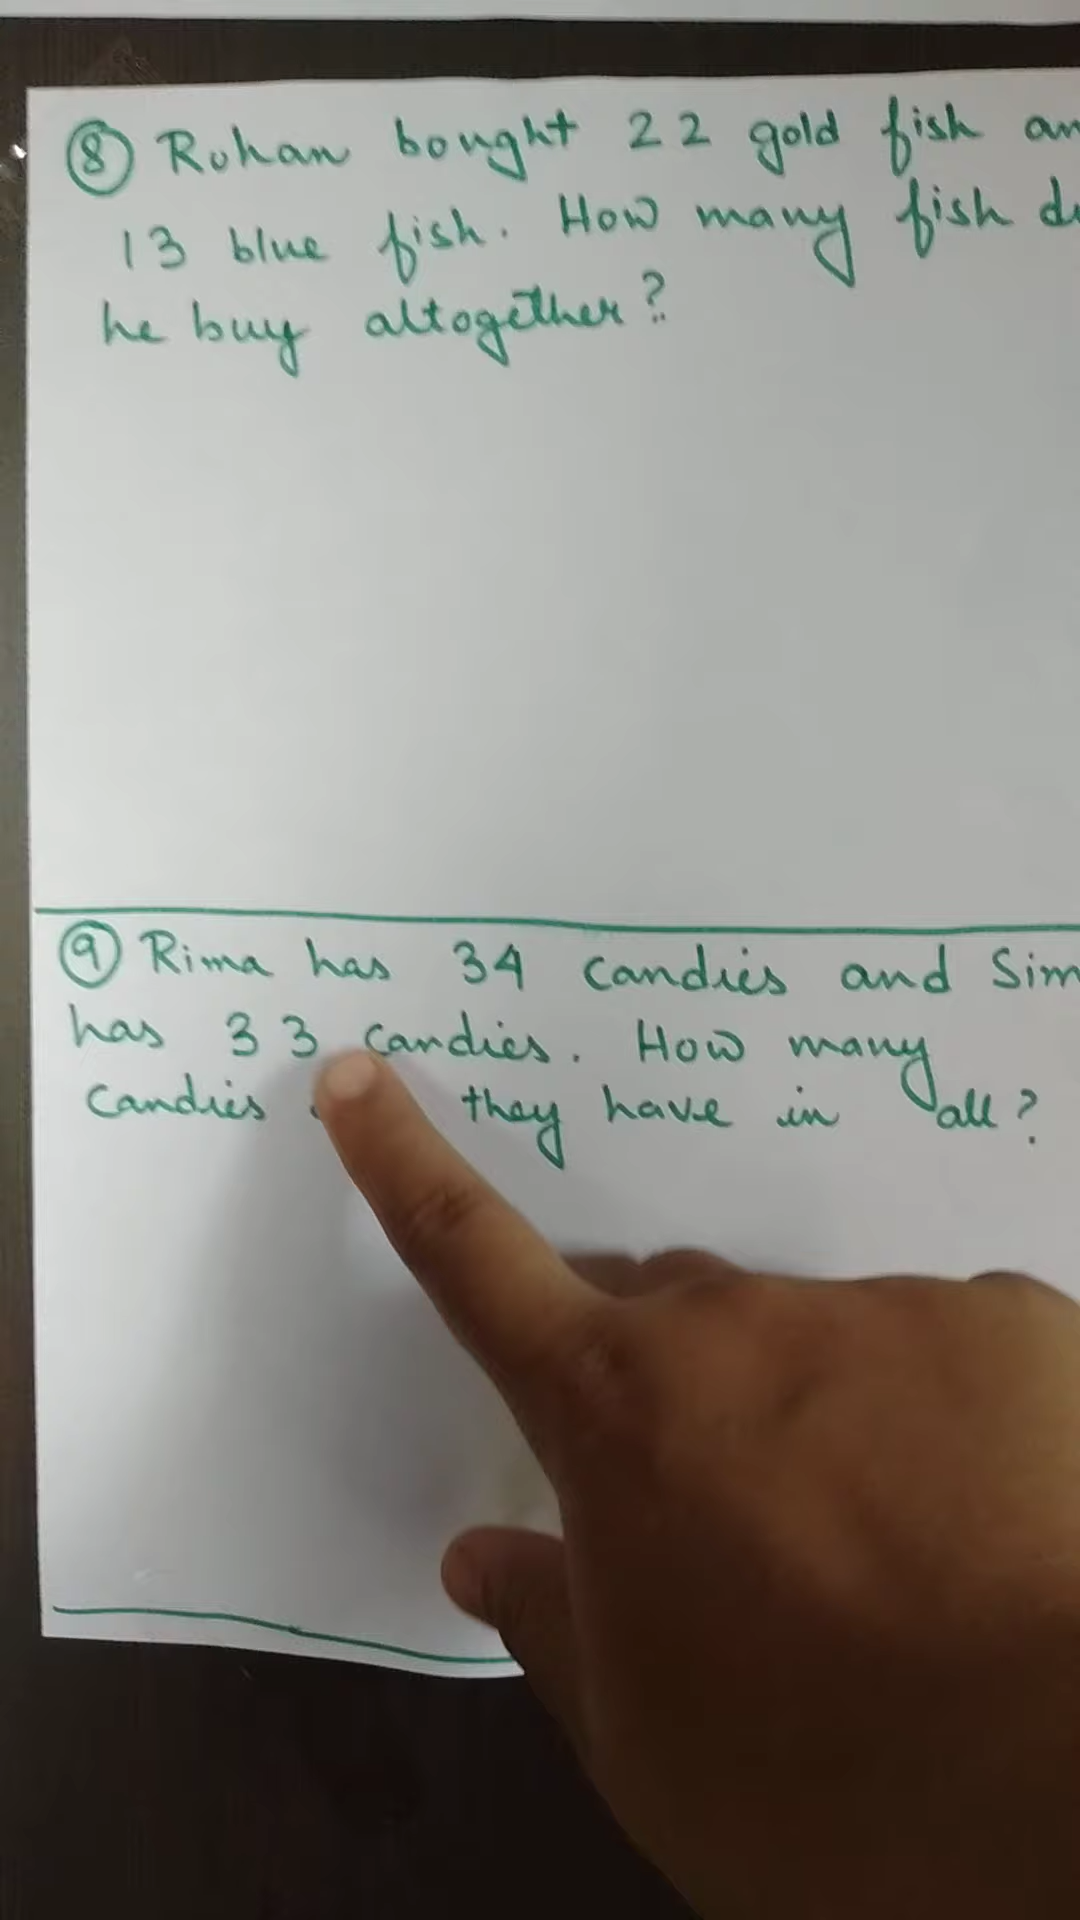 8 Rohan bought 22 gold fish an
13 blue fish. How many fish d
he buy altogether?
9 Rima has 34 candies and Sim
has 33 candies. How many
candies they have in all?